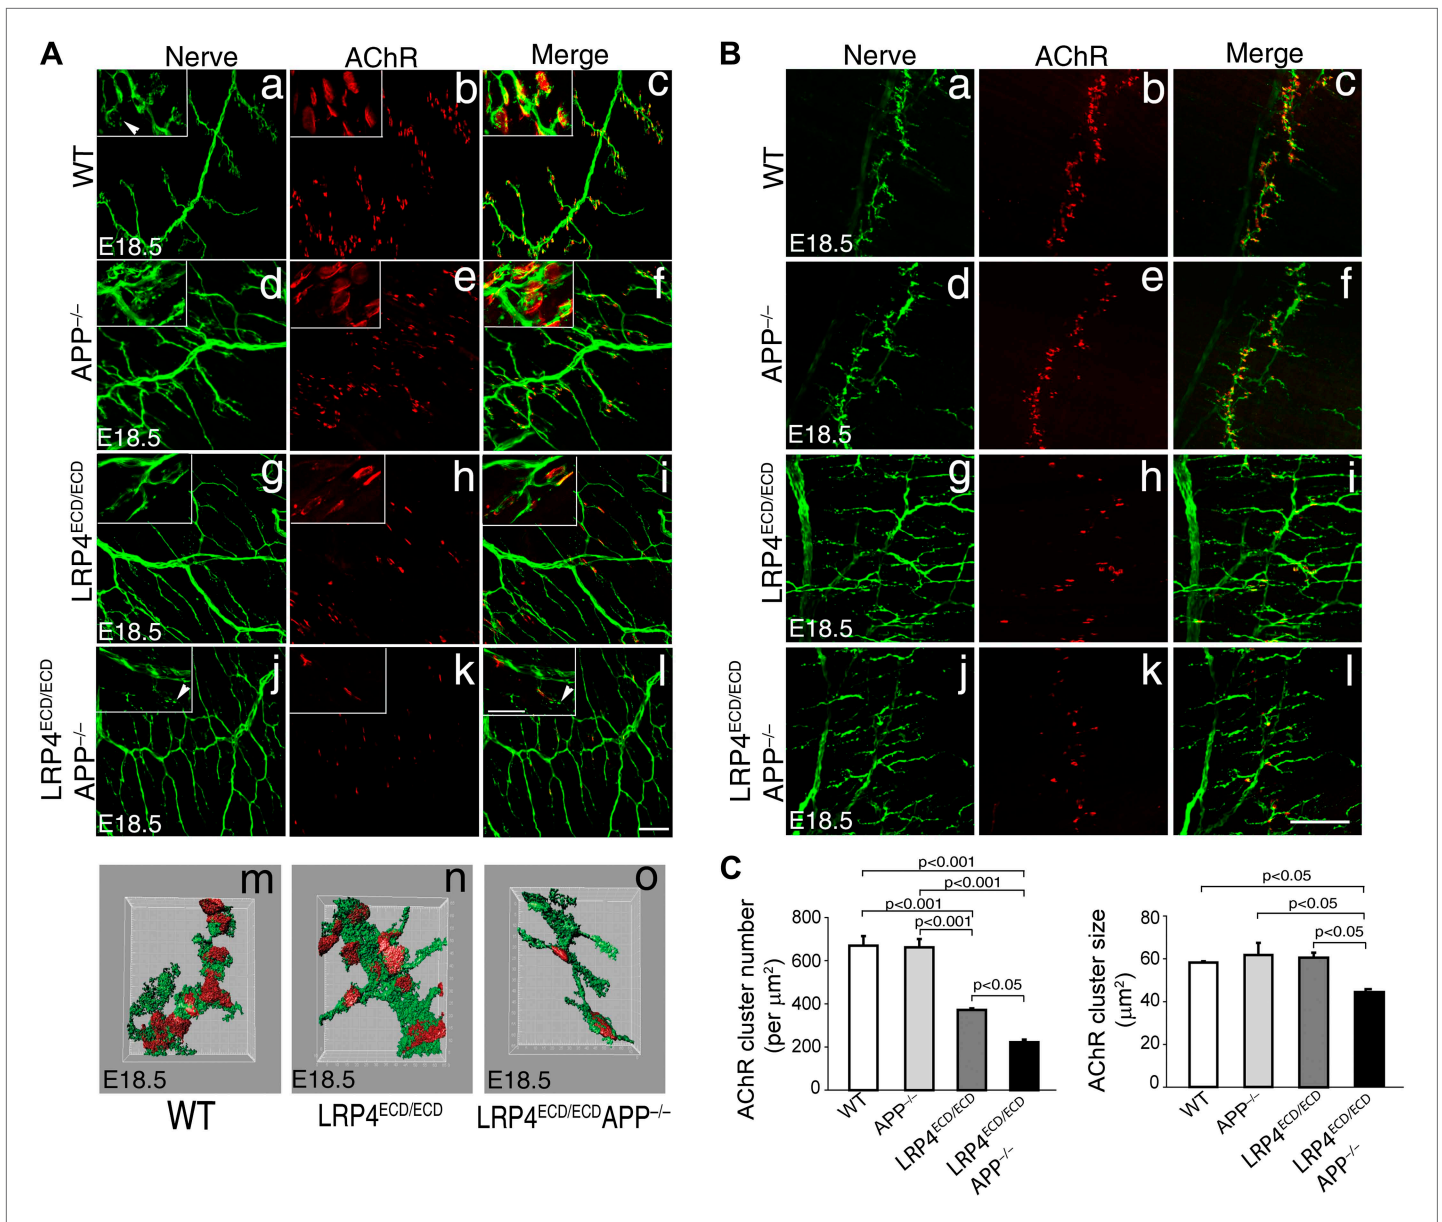 A
Nerve AChR Merge
WT
a b c
E18.5
APP−/−
d e f
E18.5
LRP4ECD/ECD
g h i
E18.5
LRP4ECD/ECD
APP−/−
j k l
E18.5
m n o
E18.5 E18.5 E18.5
WT LRP4ECD/ECD LRP4ECD/ECDAPP−/−
B
Nerve AChR Merge
WT
a b c
E18.5
APP−/−
d e f
E18.5
LRP4ECD/ECD
g h i
E18.5
LRP4ECD/ECD
APP−/−
j k l
E18.5
C
AChR cluster number
(per µm2)
800
600
400
200
0
p<0.001
p<0.001
p<0.001
p<0.001
p<0.05
WT
APP−/−
LRP4ECD/ECD
LRP4ECD/ECD
APP−/−
AChR cluster size
(µm2)
80
60
40
20
0
p<0.05
p<0.05
p<0.05
WT
APP−/−
LRP4ECD/ECD
LRP4ECD/ECD
APP−/−